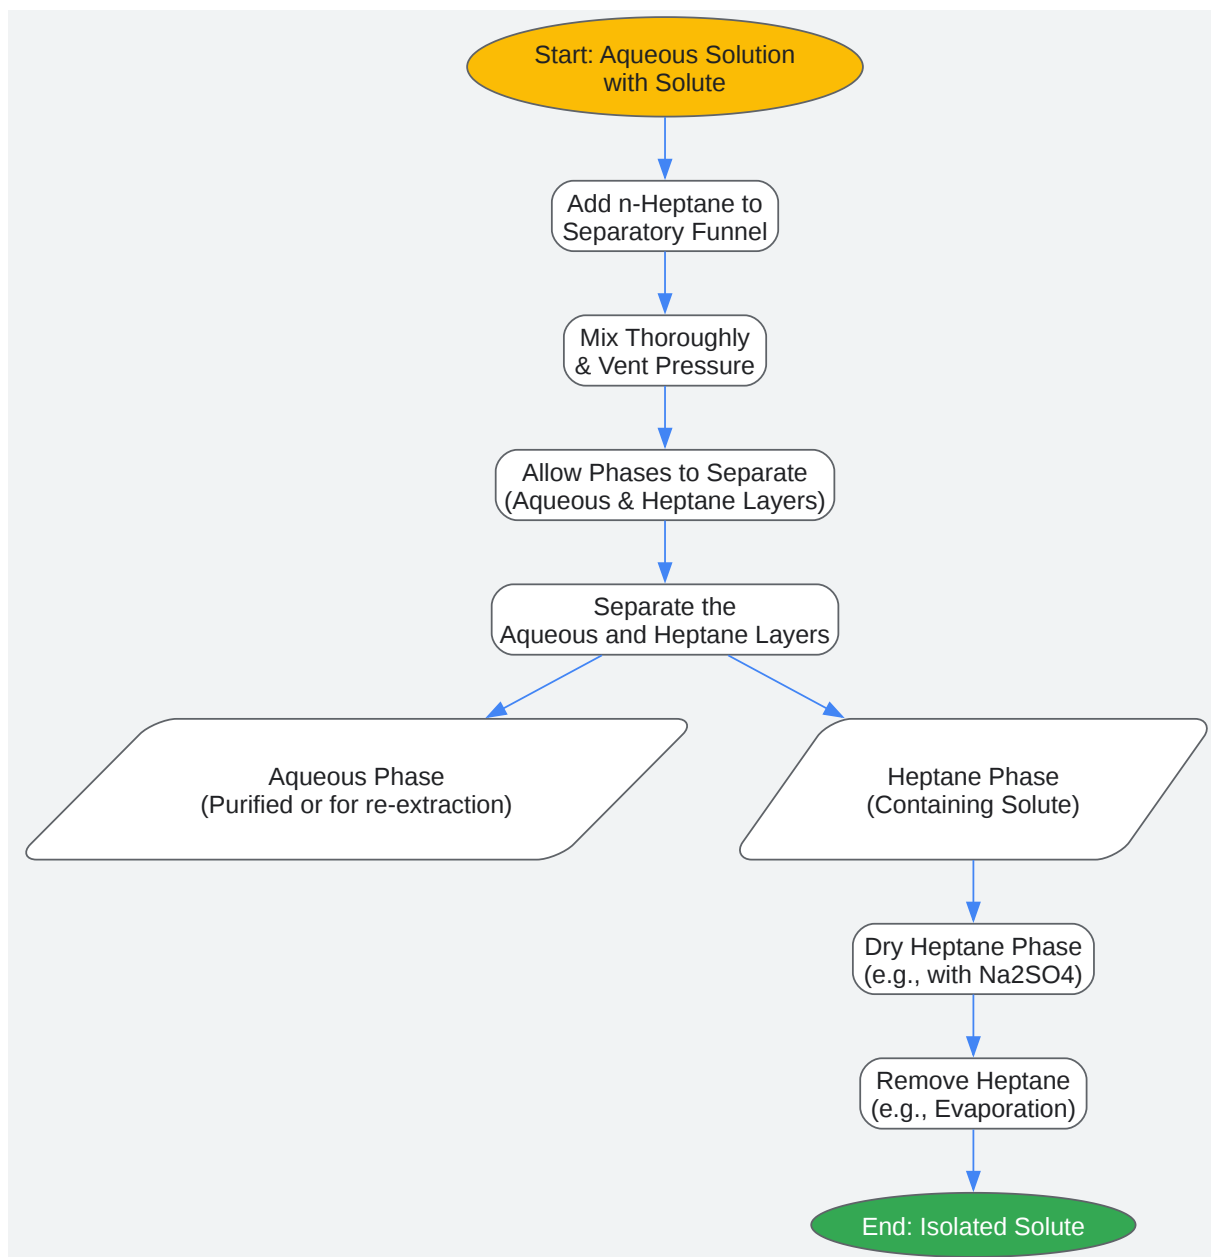 Start: Aqueous Solution
with Solute
Add n-Heptane to
Separatory Funnel
Mix Thoroughly
& Vent Pressure
Allow Phases to Separate
(Aqueous & Heptane Layers)
Separate the
Aqueous and Heptane Layers
Aqueous Phase
(Purified or for re-extraction)
Heptane Phase
(Containing Solute)
Dry Heptane Phase
(e.g., with Na2SO4)
Remove Heptane
(e.g., Evaporation)
End: Isolated Solute